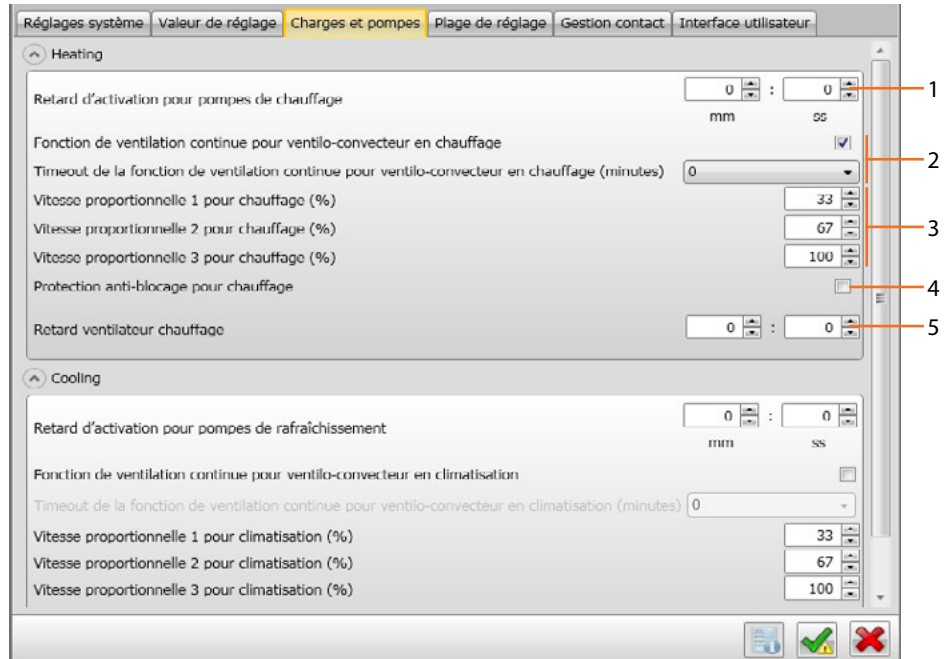 Réglages système Valeur de réglage Charges et pompes Plage de réglage Gestion contact Interface utilisateur
Heating
Retard d'activation pour pompes de chauffage 0 : 0 1
mm ss
Fonction de ventilation continue pour ventilo-convecteur en chauffage
2
Timeout de la fonction de ventilation continue pour ventilo-convecteur en chauffage (minutes) 0
Vitesse proportionnelle 1 pour chauffage (%) 33
Vitesse proportionnelle 2 pour chauffage (%) 67 3
Vitesse proportionnelle 3 pour chauffage (%) 100
Protection anti-blocage pour chauffage 4
Retard ventilateur chauffage 0 : 0 5
Cooling
Retard d'activation pour pompes de rafraîchissement 0 : 0
mm ss
Fonction de ventilation continue pour ventilo-convecteur en climatisation
Timeout de la fonction de ventilation continue pour ventilo-convecteur en climatisation (minutes) 0
Vitesse proportionnelle 1 pour climatisation (%) 33
Vitesse proportionnelle 2 pour climatisation (%) 67
Vitesse proportionnelle 3 pour climatisation (%) 100